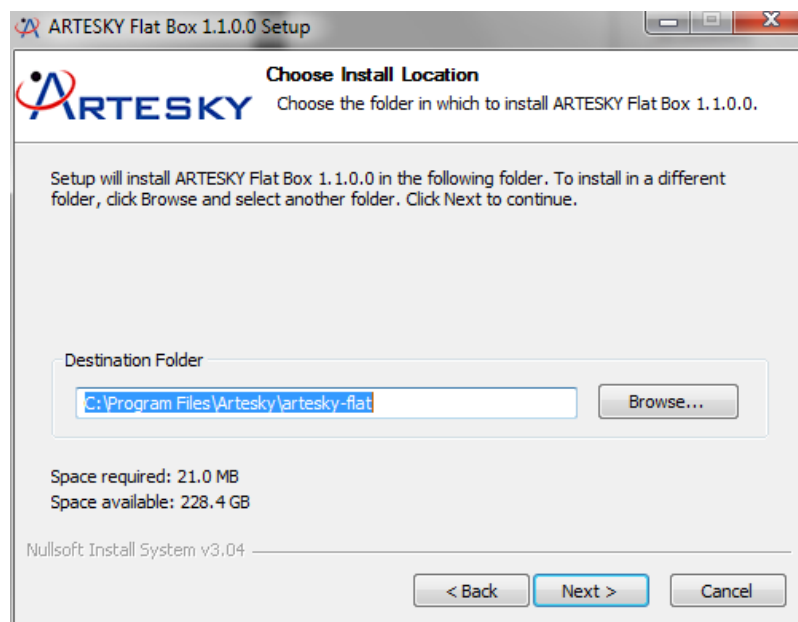 ARTESKY Flat Box 1.1.0.0 Setup
ARTESKY
Choose Install Location
Choose the folder in which to install ARTESKY Flat Box 1.1.0.0.
Setup will install ARTESKY Flat Box 1.1.0.0 in the following folder. To install in a different
folder, click Browse and select another folder. Click Next to continue.
Destination Folder
C:\Program Files\Artesky\artesky-flat
Browse...
Space required: 21.0 MB
Space available: 228.4 GB
Nullsoft Install System v3.04
< Back
Next >
Cancel